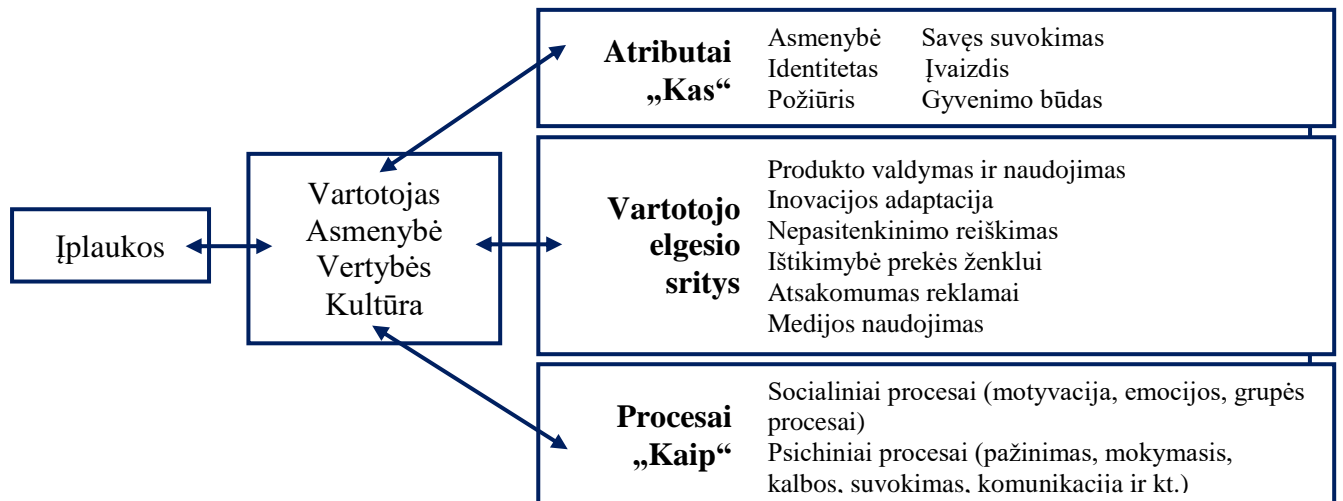 Įplaukos
Vartotojas
Asmenybė
Vertybės
Kultūra
Atributai
„Kas“
Asmenybė Savęs suvokimas
Identitetas Įvaizdis
Požiūris Gyvenimo būdas
Vartotojo
elgesio
sritys
Produkto valdymas ir naudojimas
Inovacijos adaptacija
Nepasitenkinimo reiškimas
Ištikimybė prekės ženklui
Atsakomumas reklamai
Medijos naudojimas
Procesai
„Kaip“
Socialiniai procesai (motyvacija, emocijos, grupės
procesai)
Psichiniai procesai (pažinimas, mokymasis,
kalbos, suvokimas, komunikacija ir kt.)